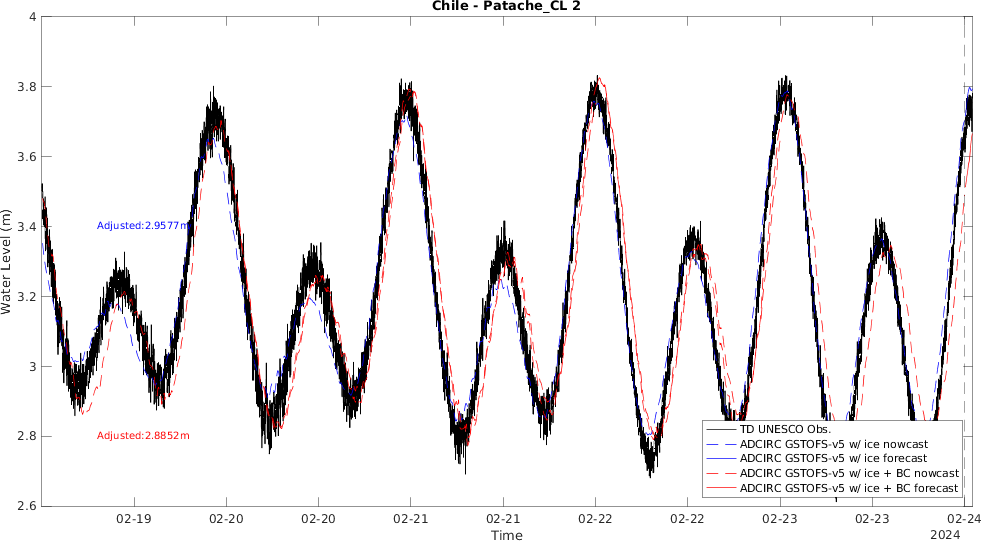 Chile - Patache_CL 2
4
3.8
3.6
3.4
3.2
3
2.8
2.6
Water Level (m)
Adjusted:2.9577m
Adjusted:2.8852m
TD UNESCO Obs.
ADCIRC GSTOFS-v5 w/ ice nowcast
ADCIRC GSTOFS-v5 w/ ice forecast
ADCIRC GSTOFS-v5 w/ ice + BC nowcast
ADCIRC GSTOFS-v5 w/ ice + BC forecast
02-19 02-20 02-20 02-21 02-21 02-22 02-22 02-23 02-23 02-24
2024
Time